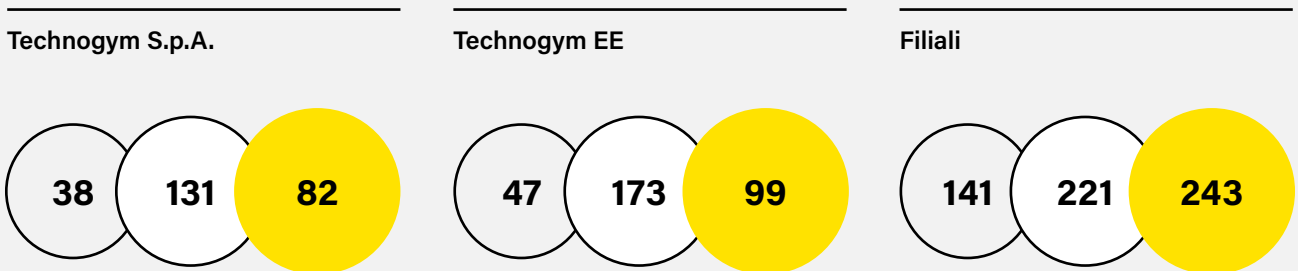 Technogym S.p.A.
Technogym EE
Filiali
38 131 82
47 173 99
141 221 243